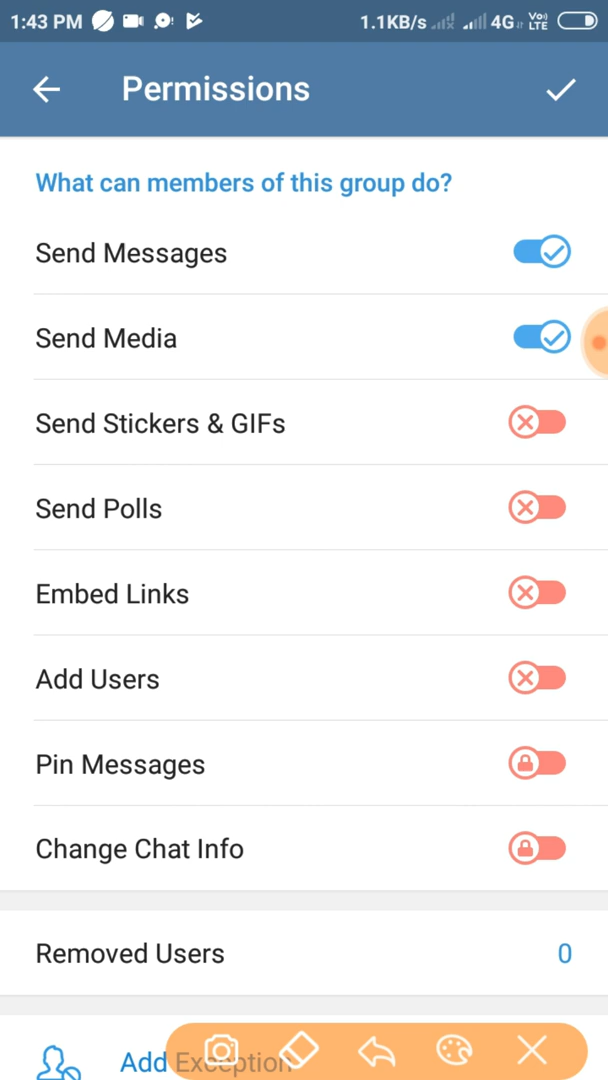 1:43 PM 1.1KB/s 4G VoLTE
Permissions
What can members of this group do?
Send Messages
Send Media
Send Stickers & GIFs
Send Polls
Embed Links
Add Users
Pin Messages
Change Chat Info
Removed Users 0
Add Exception